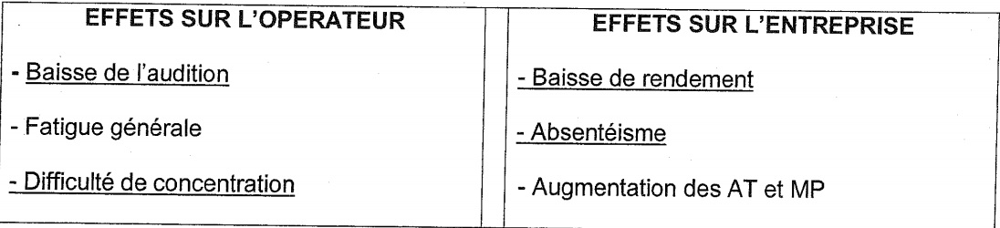 EFFETS SUR L'OPERATEUR
- Baisse de l'audition
- Fatigue générale
- Difficulté de concentration
EFFETS SUR L'ENTREPRISE
- Baisse de rendement
- Absentéisme
- Augmentation des AT et MP